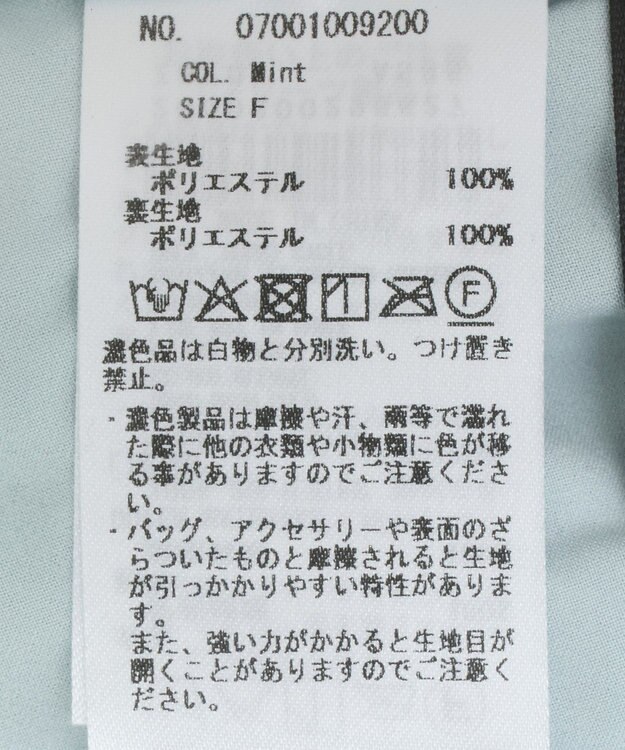 NO. 07001009200
COL. Mint
SIZE F
表生地
ポリエステル 100%
裏生地
ポリエステル 100%
F
濃色品は白物と分別洗い。つけ置き
禁止。
・濃色製品は摩擦や汗、雨等で濡れ
た際に他の衣類や小物類に色が移
る事がありますのでご注意くださ
い。
・バッグ、アクセサリーや表面のざ
らついたものと摩擦されると生地
が引っかかりやすい特性がありま
す。
また、強い力がかかると生地目が
開くことがありますのでご注意く
ださい。